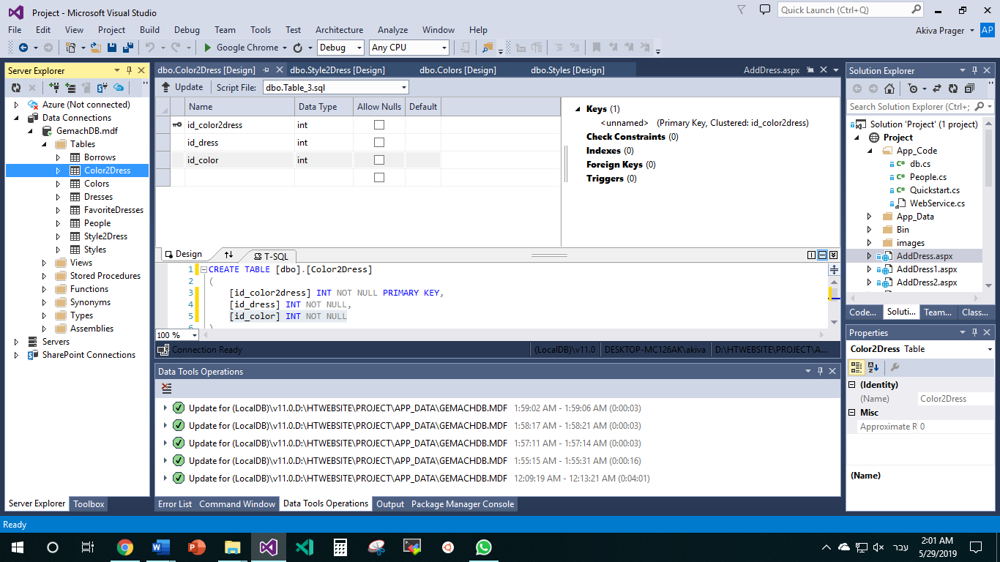 Project - Microsoft Visual Studio
Quick Launch (Ctrl+Q)
File Edit View Project Build Debug Team Tools Test Architecture Analyze Window Help
Akiva Prager AP
Google Chrome Debug Any CPU
Server Explorer
dbo.Color2Dress [Design] dbo.Style2Dress [Design] dbo.Colors [Design] dbo.Styles [Design] AddDress.aspx
Solution Explorer
Update Script File: dbo.Table_3.sql
Azure (Not connected)
Data Connections
GemachDB.mdf
Tables
Borrows
Color2Dress
Colors
Dresses
FavoriteDresses
People
Style2Dress
Styles
Views
Stored Procedures
Functions
Synonyms
Types
Assemblies
Servers
SharePoint Connections
Server Explorer Toolbox
Name Data Type Allow Nulls Default
id_color2dress int
id_dress int
id_color int
Keys (1)
<unnamed> (Primary Key, Clustered: id_color2dress)
Check Constraints (0)
Indexes (0)
Foreign Keys (0)
Triggers (0)
Design T-SQL
1 CREATE TABLE [dbo].[Color2Dress]
2 (
3 [id_color2dress] INT NOT NULL PRIMARY KEY,
4 [id_dress] INT NOT NULL,
5 [id_color] INT NOT NULL
6 )
100 %
Connection Ready (LocalDB)\v11.0 DESKTOP-MC126AK\akiva D:\HTWEBSITE\PROJECT\A...
Data Tools Operations
Update for (LocalDB)\v11.0.D:\HTWEBSITE\PROJECT\APP_DATA\GEMACHDB.MDF 1:59:02 AM - 1:59:06 AM (0:00:03)
Update for (LocalDB)\v11.0.D:\HTWEBSITE\PROJECT\APP_DATA\GEMACHDB.MDF 1:58:17 AM - 1:58:21 AM (0:00:03)
Update for (LocalDB)\v11.0.D:\HTWEBSITE\PROJECT\APP_DATA\GEMACHDB.MDF 1:57:11 AM - 1:57:14 AM (0:00:03)
Update for (LocalDB)\v11.0.D:\HTWEBSITE\PROJECT\APP_DATA\GEMACHDB.MDF 1:55:15 AM - 1:55:31 AM (0:00:16)
Update for (LocalDB)\v11.0.D:\HTWEBSITE\PROJECT\APP_DATA\GEMACHDB.MDF 12:09:19 AM - 12:13:21 AM (0:04:01)
Error List Command Window Data Tools Operations Output Package Manager Console
Search Solution Explorer (Ctrl+;
Solution 'Project' (1 project)
Project
App_Code
C# db.cs
C# People.cs
C# Quickstart.cs
WebService.cs
App_Data
Bin
images
AddDress.aspx
AddDress1.aspx
AddDress2.aspx
Code... Soluti... Team... Class...
Properties
Color2Dress Table
(Identity)
(Name) Color2Dress
Misc
Approximate R 0
(Name)
Ready
עבר 2:01 AM
5/29/2019